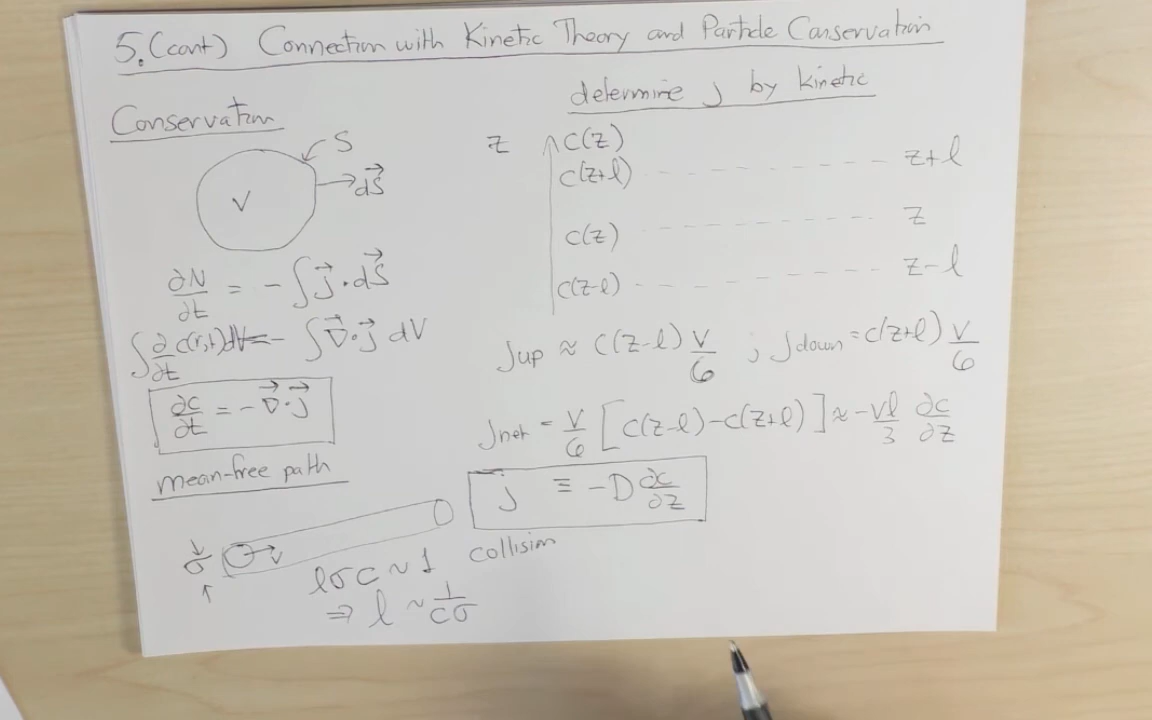 5.(cont) Connection with Kinetic Theory and Particle Conservation
Conservation
S
V
dS⃗
∂N/∂t = - ∫ j⃗ · dS⃗
∫ ∂/∂t c(r,t) dV = - ∫ ∇⃗ · j⃗ dV
∂c/∂t = - ∇⃗ · j⃗
mean-free path
σ
v
lσc ~ 1 collision
⇒ l ~ 1/cσ
determine j by kinetic
z c(z)
c(z+l) z+l
c(z) z
c(z-l) z-l
jup ≈ c(z-l) v/6 ; jdown = c(z+l) v/6
jnet = v/6 [c(z-l)-c(z+l)] ≈ - vl/3 ∂c/∂z
j ≡ -D ∂c/∂z